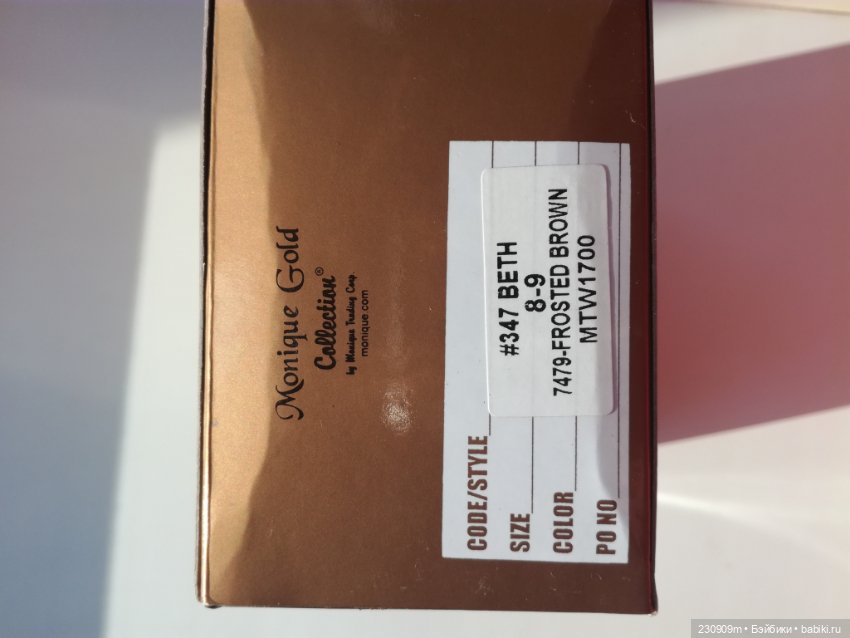 Monique Gold
Collection®
by Monique Trading Corp.
monique.com
CODE/STYLE
SIZE
COLOR
PO NO
#347 BETH
8-9
7479-FROSTED BROWN
MTW1700
230909m • Бэйбики • babiki.ru